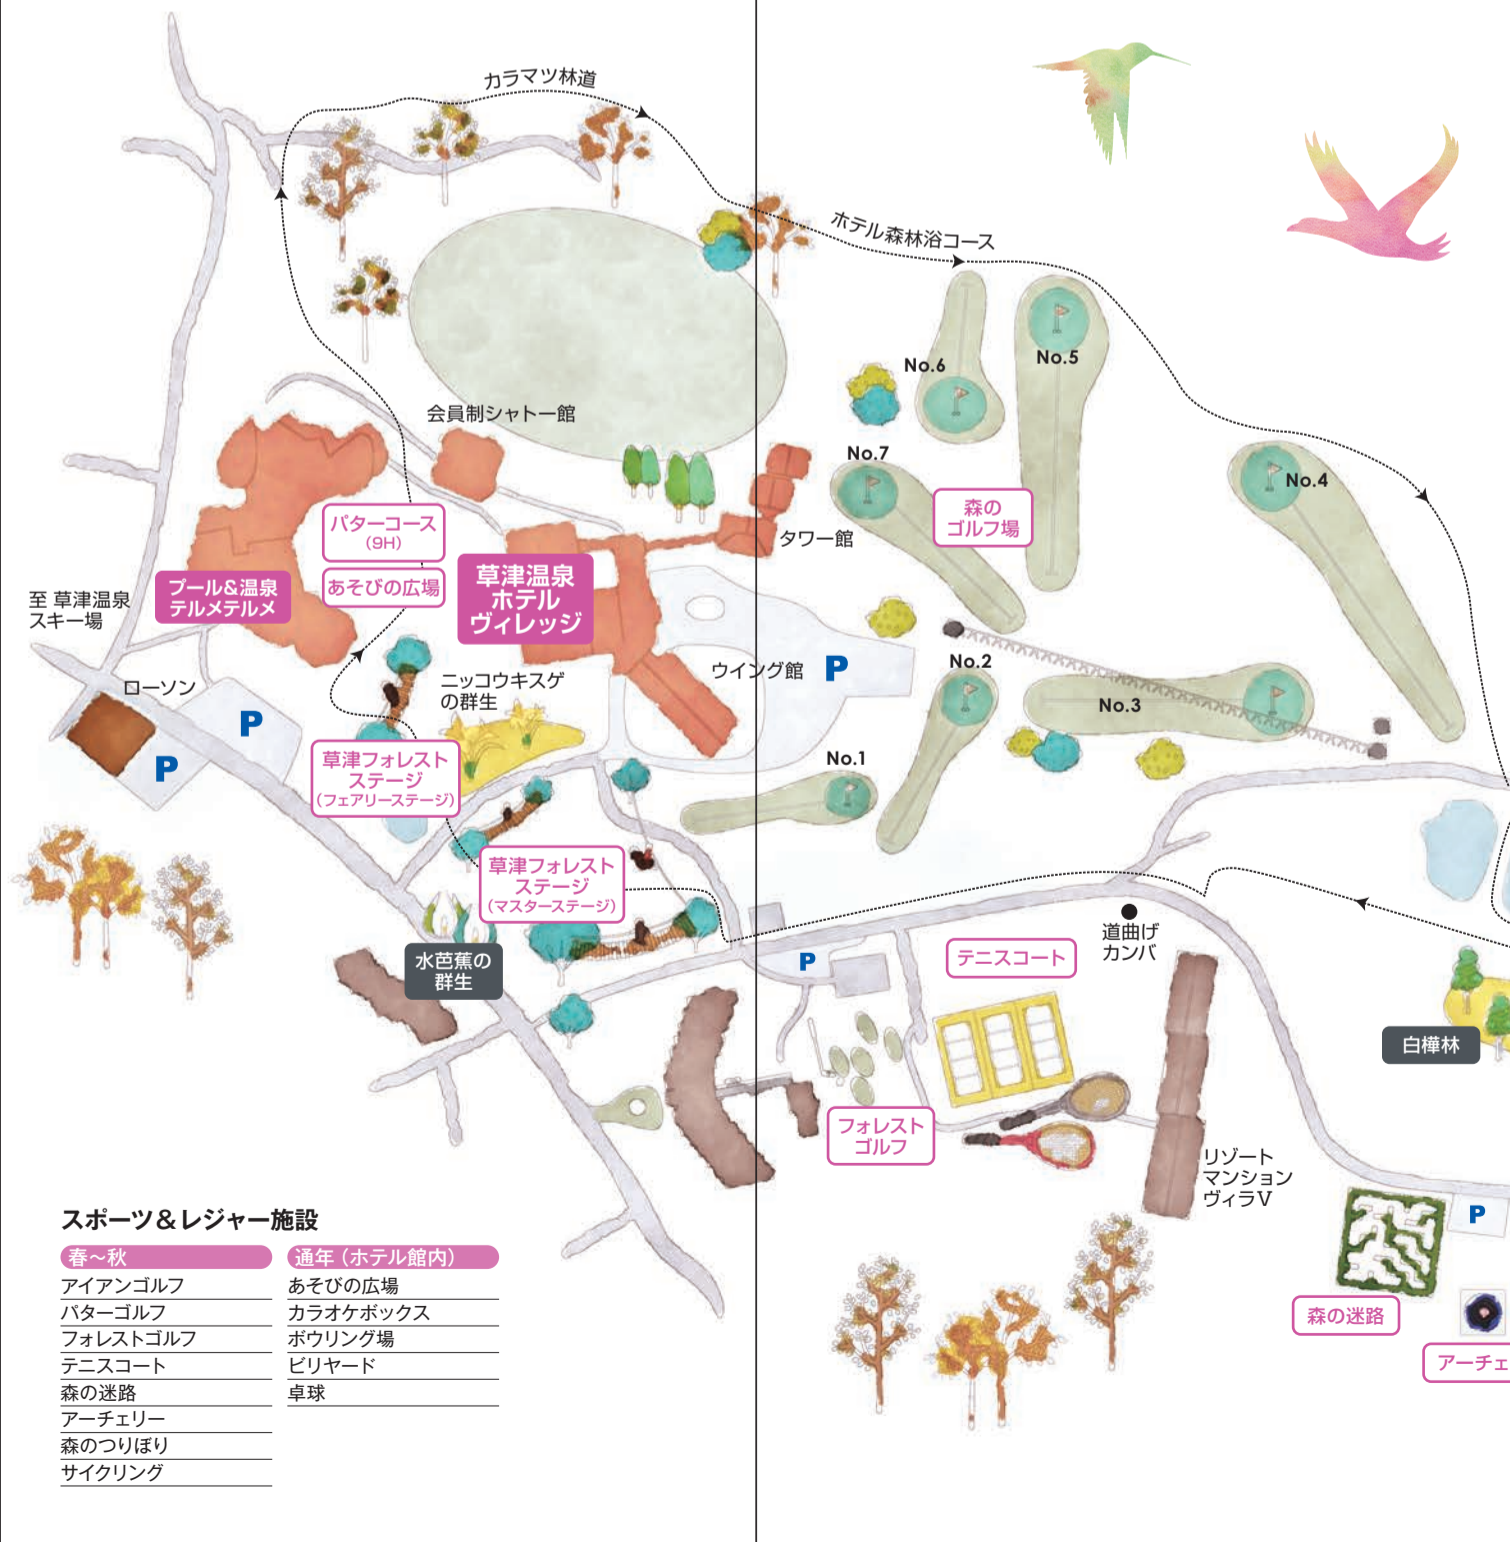 カラマツ林道
ホテル森林浴コース
No.6
No.5
会員制シャトー館
No.7
No.4
パターコース
(9H)
森の
ゴルフ場
タワー館
あそびの広場
草津温泉
ホテル
ヴィレッジ
プール&温泉
テルメテルメ
至 草津温泉
スキー場
ローソン
ニッコウキスゲ
の群生
ウイング館
P
No.2
No.3
P
P
草津フォレスト
ステージ
(フェアリーステージ)
No.1
草津フォレスト
ステージ
(マスターステージ)
道曲げ
カンバ
水芭蕉の
群生
P
テニスコート
白樺林
フォレスト
ゴルフ
リゾート
マンション
ヴィラV
P
森の迷路
アーチェ
スポーツ&レジャー施設
春〜秋
アイアンゴルフ
パターゴルフ
フォレストゴルフ
テニスコート
森の迷路
アーチェリー
森のつりぼり
サイクリング
通年(ホテル館内)
あそびの広場
カラオケボックス
ボウリング場
ビリヤード
卓球